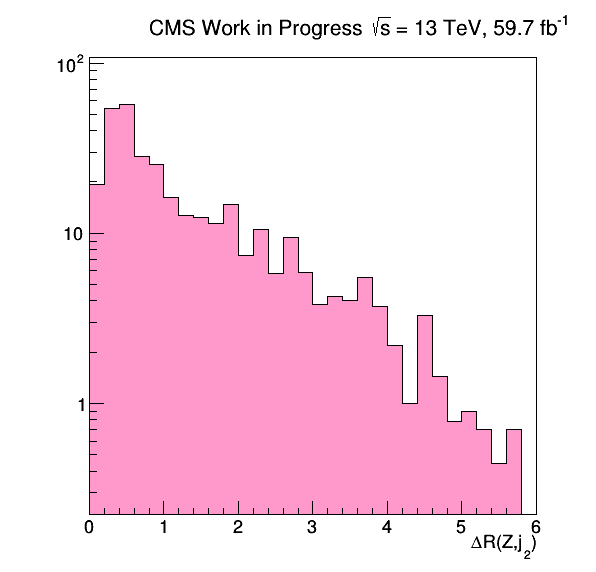 CMS Work in Progress √s = 13 TeV, 59.7 fb⁻¹
10²
10
1
0 1 2 3 4 5 6
ΔR(Z,j₂)